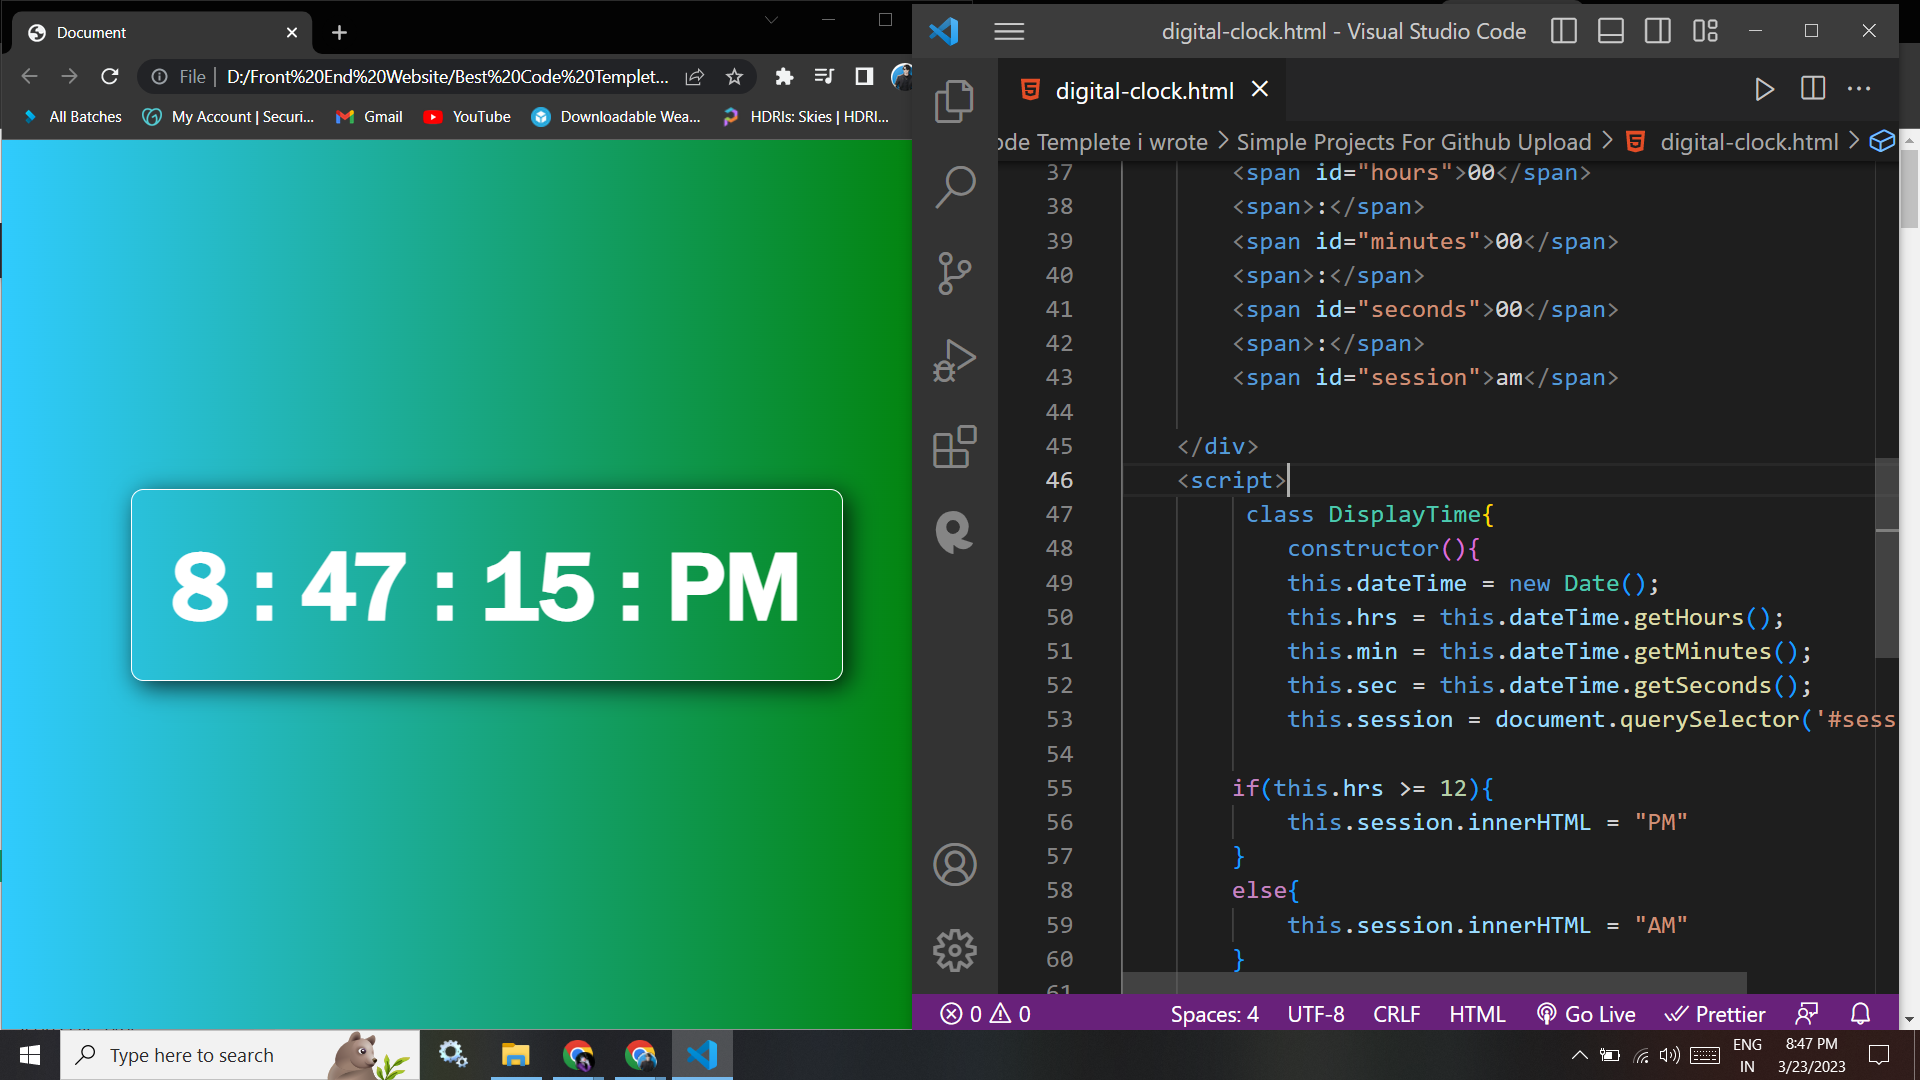 Document
File
D:/Front%20End%20Website/Best%20Code%20Templet...
All Batches
My Account | Securi...
Gmail
YouTube
Downloadable Wea...
HDRIs: Skies | HDRI...
8 : 47 : 15 : PM
digital-clock.html - Visual Studio Code
digital-clock.html
ode Templete i wrote > Simple Projects For Github Upload > digital-clock.html >
37 <span id="hours">00</span>
38 <span>:</span>
39 <span id="minutes">00</span>
40 <span>:</span>
41 <span id="seconds">00</span>
42 <span>:</span>
43 <span id="session">am</span>
44
45 </div>
46 <script>
47 class DisplayTime{
48 constructor(){
49 this.dateTime = new Date();
50 this.hrs = this.dateTime.getHours();
51 this.min = this.dateTime.getMinutes();
52 this.sec = this.dateTime.getSeconds();
53 this.session = document.querySelector('#sess
54
55 if(this.hrs >= 12){
56 this.session.innerHTML = "PM"
57 }
58 else{
59 this.session.innerHTML = "AM"
60 }
61
0 0 Spaces: 4 UTF-8 CRLF HTML Go Live Prettier
Type here to search
ENG
IN
8:47 PM
3/23/2023